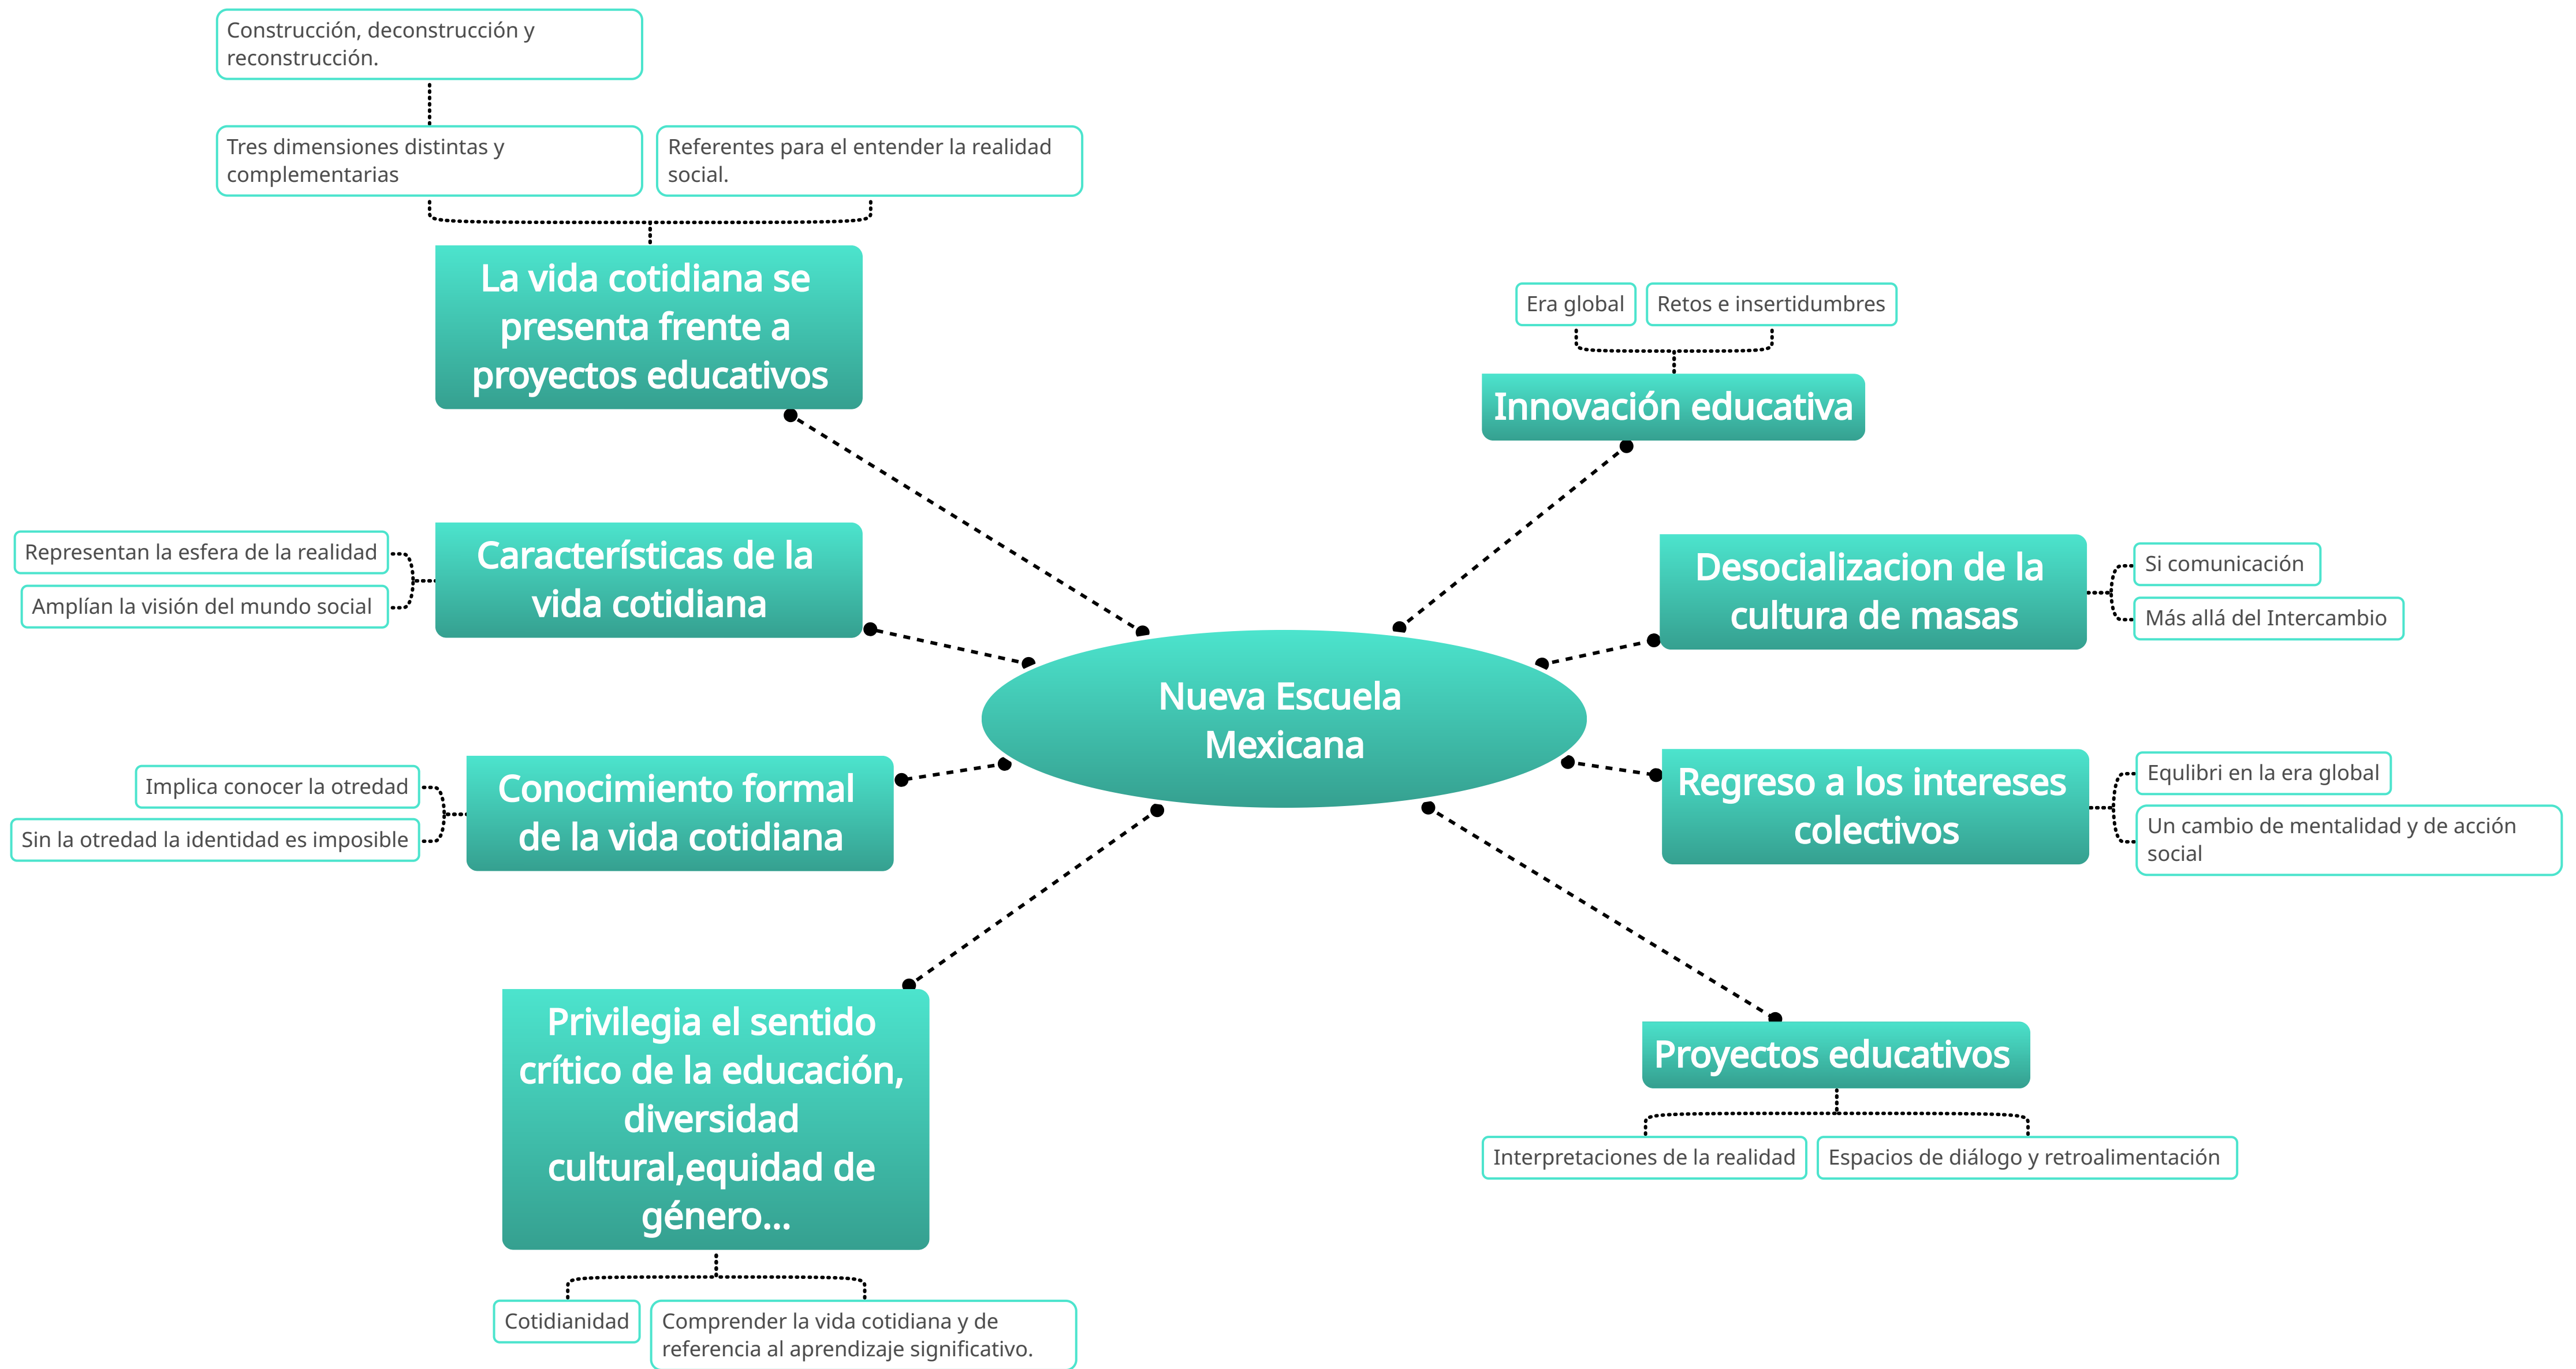 Construcción, deconstrucción y
reconstrucción.
Tres dimensiones distintas y
complementarias
Referentes para el entender la realidad
social.
La vida cotidiana se
presenta frente a
proyectos educativos
Era global
Retos e insertidumbres
Innovación educativa
Representan la esfera de la realidad
Amplían la visión del mundo social
Características de la
vida cotidiana
Desocializacion de la
cultura de masas
Si comunicación
Más allá del Intercambio
Nueva Escuela
Mexicana
Implica conocer la otredad
Sin la otredad la identidad es imposible
Conocimiento formal
de la vida cotidiana
Regreso a los intereses
colectivos
Equlibri en la era global
Un cambio de mentalidad y de acción
social
Privilegia el sentido
crítico de la educación,
diversidad
cultural,equidad de
género...
Cotidianidad
Comprender la vida cotidiana y de
referencia al aprendizaje significativo.
Proyectos educativos
Interpretaciones de la realidad
Espacios de diálogo y retroalimentación